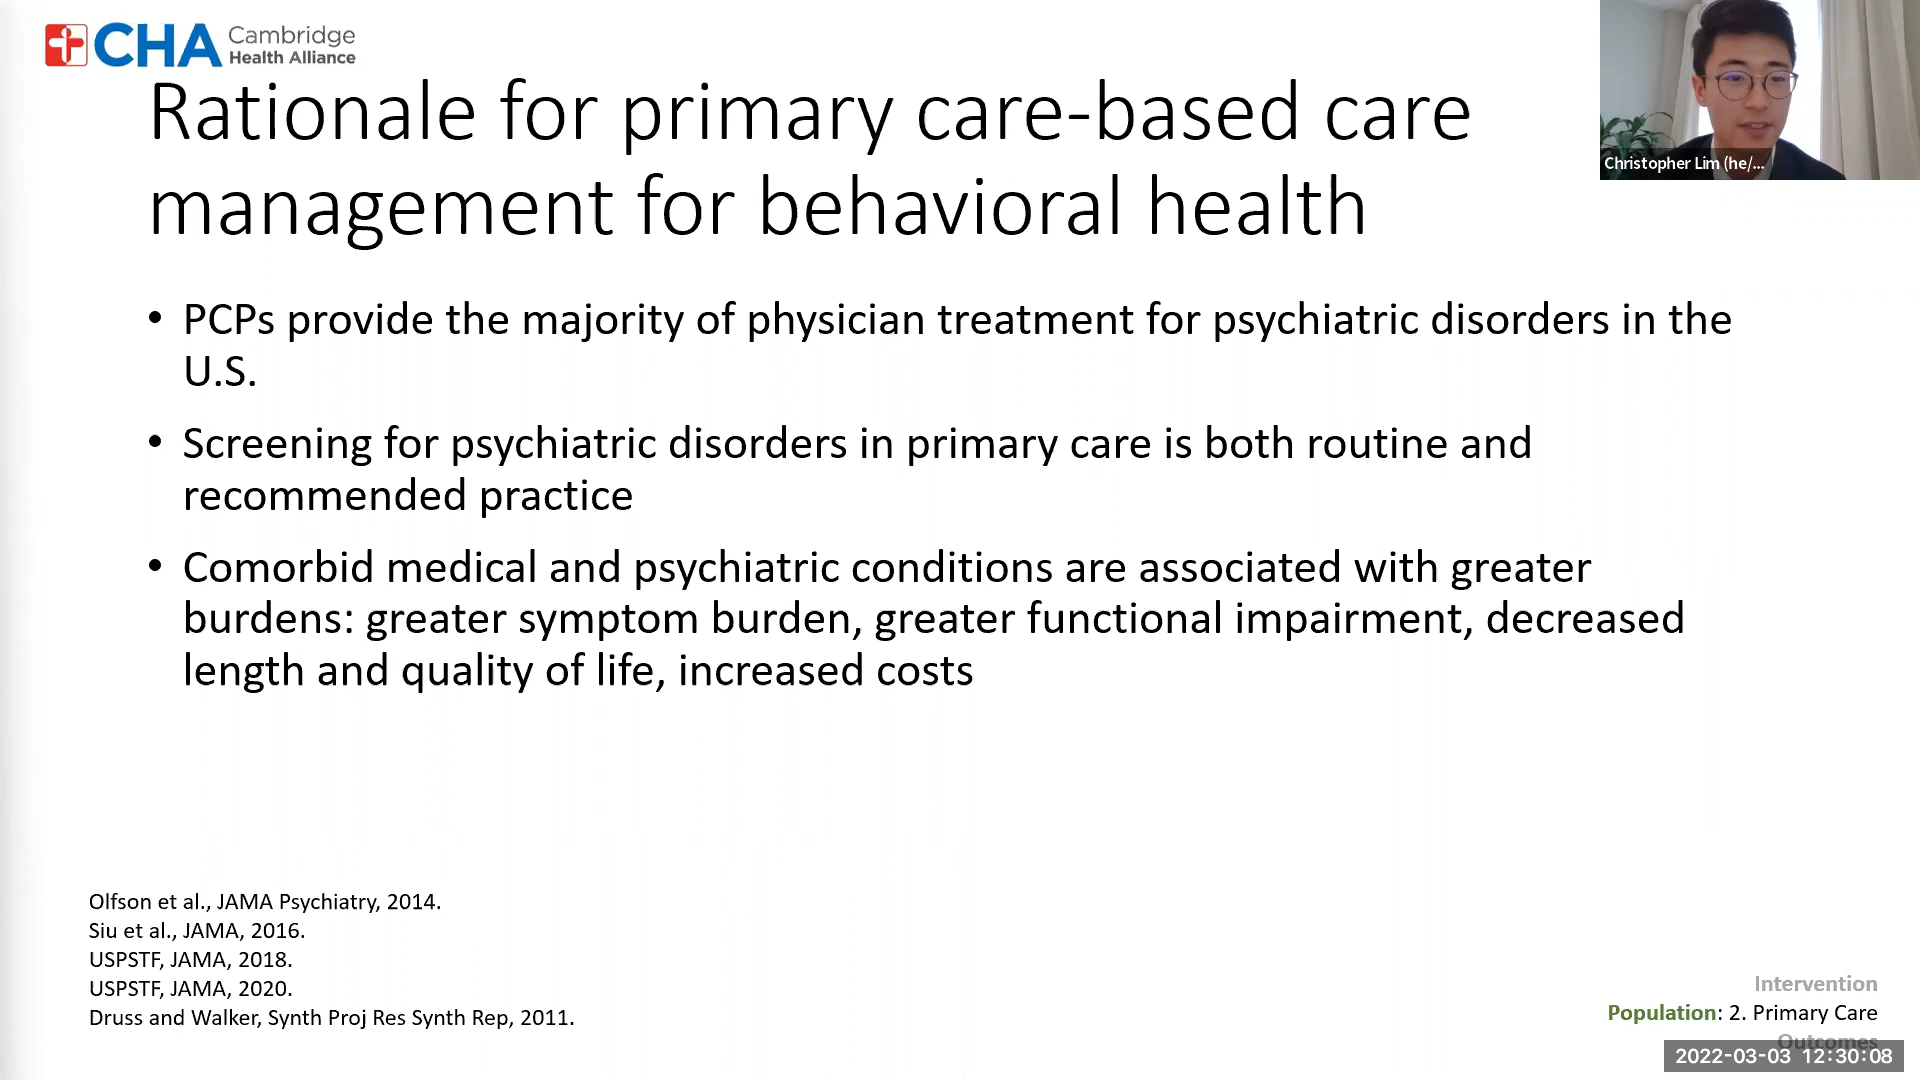 CHA Cambridge
Health Alliance
Rationale for primary care-based care
management for behavioral health
Christopher Lim (he/...
• PCPs provide the majority of physician treatment for psychiatric disorders in the
U.S.
• Screening for psychiatric disorders in primary care is both routine and
recommended practice
• Comorbid medical and psychiatric conditions are associated with greater
burdens: greater symptom burden, greater functional impairment, decreased
length and quality of life, increased costs
Olfson et al., JAMA Psychiatry, 2014.
Siu et al., JAMA, 2016.
USPSTF, JAMA, 2018.
USPSTF, JAMA, 2020.
Druss and Walker, Synth Proj Res Synth Rep, 2011.
Intervention
Population: 2. Primary Care
Outcomes
2022-03-03 12:30:08